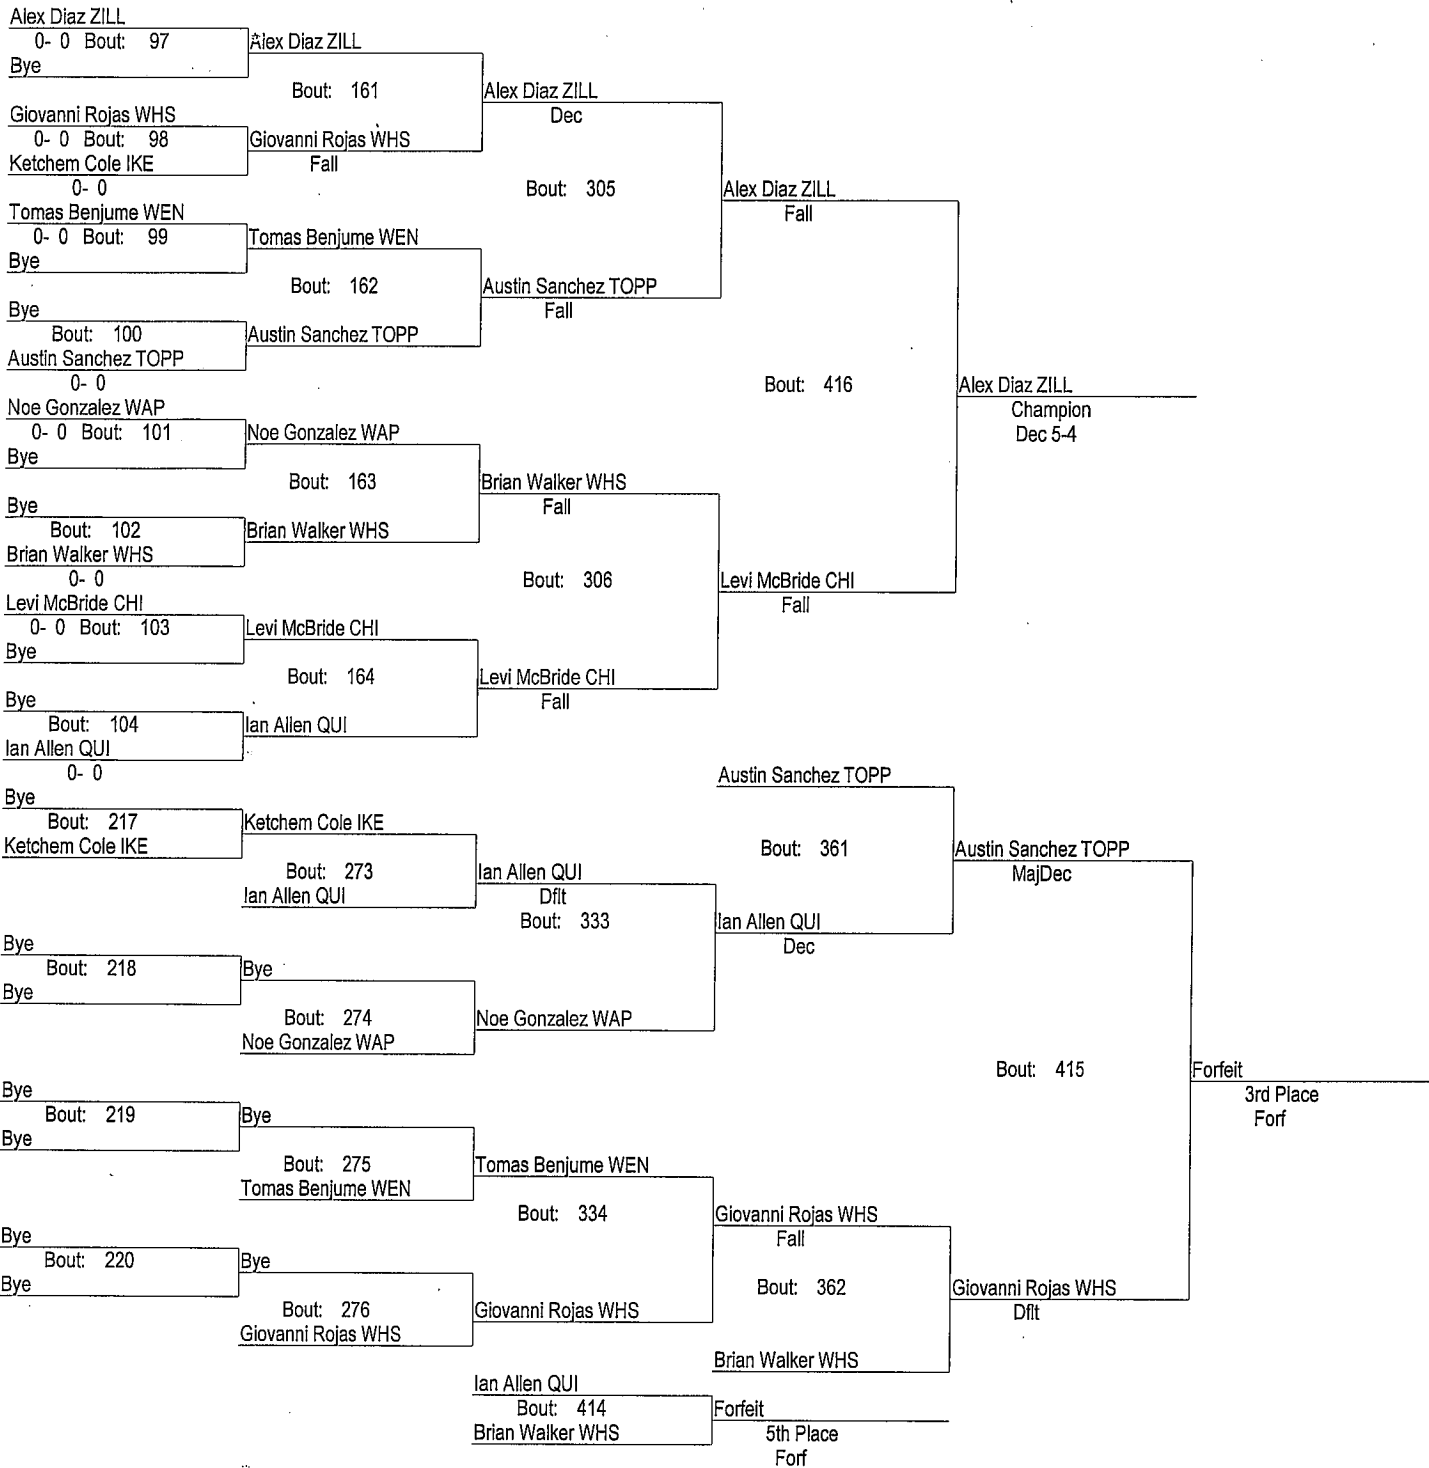 Alex Diaz ZILL
0- 0 Bout: 97
Bye
Alex Diaz ZILL
Bout: 161
Giovanni Rojas WHS
0- 0 Bout: 98
Ketchem Cole IKE
0- 0
Giovanni Rojas WHS
Fall
Alex Diaz ZILL
Dec
Bout: 305
Tomas Benjume WEN
0- 0 Bout: 99
Bye
Tomas Benjume WEN
Bout: 162
Bye
Bout: 100
Austin Sanchez TOPP
0- 0
Austin Sanchez TOPP
Austin Sanchez TOPP
Fall
Alex Diaz ZILL
Fall
Bout: 416
Noe Gonzalez WAP
0- 0 Bout: 101
Bye
Noe Gonzalez WAP
Bout: 163
Bye
Bout: 102
Brian Walker WHS
0- 0
Brian Walker WHS
Brian Walker WHS
Fall
Bout: 306
Levi McBride CHI
0- 0 Bout: 103
Bye
Levi McBride CHI
Bout: 164
Bye
Bout: 104
Ian Allen QUI
0- 0
Ian Allen QUI
Levi McBride CHI
Fall
Levi McBride CHI
Fall
Alex Diaz ZILL
Champion
Dec 5-4
Bye
Bout: 217
Ketchem Cole IKE
Ketchem Cole IKE
Bout: 273
Ian Allen QUI
Ian Allen QUI
Dflt
Bout: 333
Bye
Bout: 218
Bye
Bye
Bout: 274
Noe Gonzalez WAP
Noe Gonzalez WAP
Austin Sanchez TOPP
Bout: 361
Ian Allen QUI
Dec
Austin Sanchez TOPP
MajDec
Bout: 415
Bye
Bout: 219
Bye
Bye
Bout: 275
Tomas Benjume WEN
Tomas Benjume WEN
Bout: 334
Bye
Bout: 220
Bye
Bye
Bout: 276
Giovanni Rojas WHS
Giovanni Rojas WHS
Giovanni Rojas WHS
Fall
Bout: 362
Brian Walker WHS
Giovanni Rojas WHS
Dflt
Forfeit
3rd Place
Forf
Ian Allen QUI
Bout: 414
Brian Walker WHS
Forfeit
5th Place
Forf